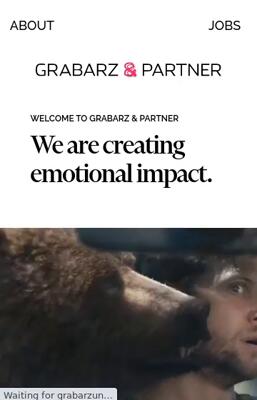 ABOUT JOBS
GRABARZ & PARTNER
WELCOME TO GRABARZ & PARTNER
We are creating
emotional impact.
Waiting for grabarzun...